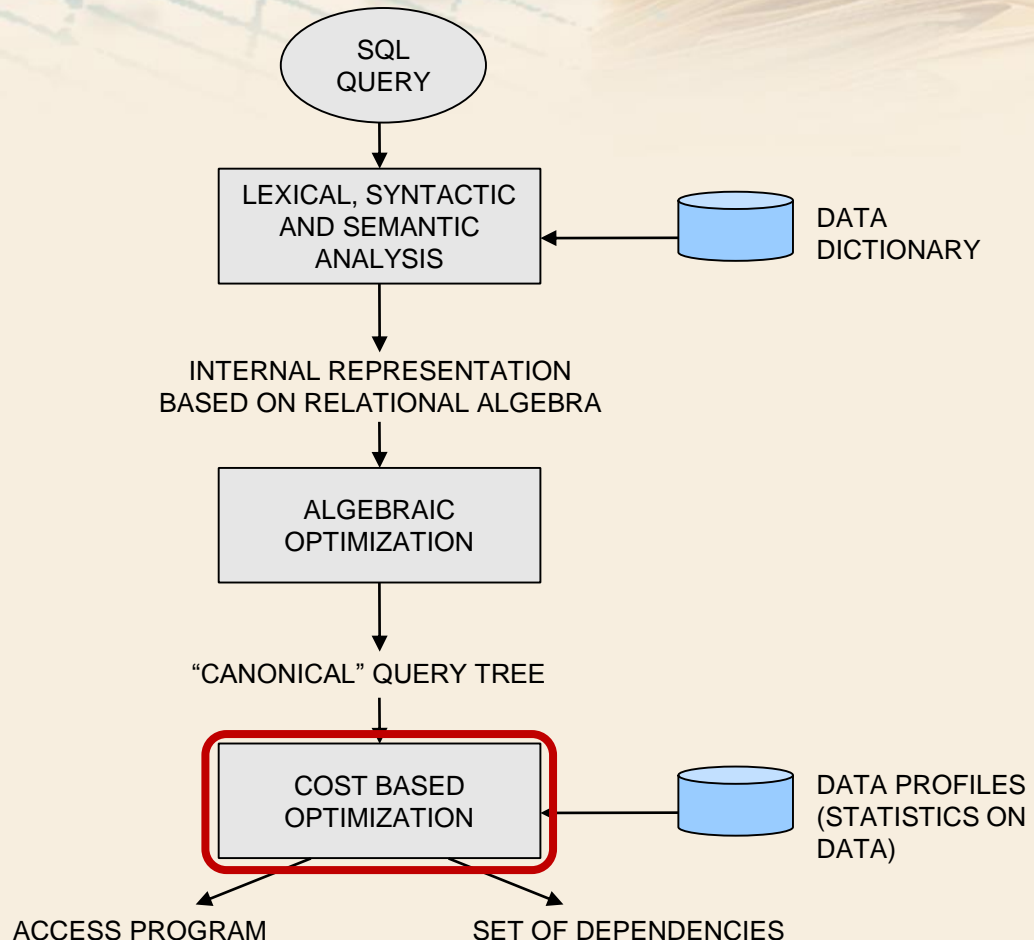 SQL
QUERY
LEXICAL, SYNTACTIC
AND SEMANTIC
ANALYSIS
DATA
DICTIONARY
INTERNAL REPRESENTATION
BASED ON RELATIONAL ALGEBRA
ALGEBRAIC
OPTIMIZATION
“CANONICAL” QUERY TREE
COST BASED
OPTIMIZATION
DATA PROFILES
(STATISTICS ON
DATA)
ACCESS PROGRAM
SET OF DEPENDENCIES